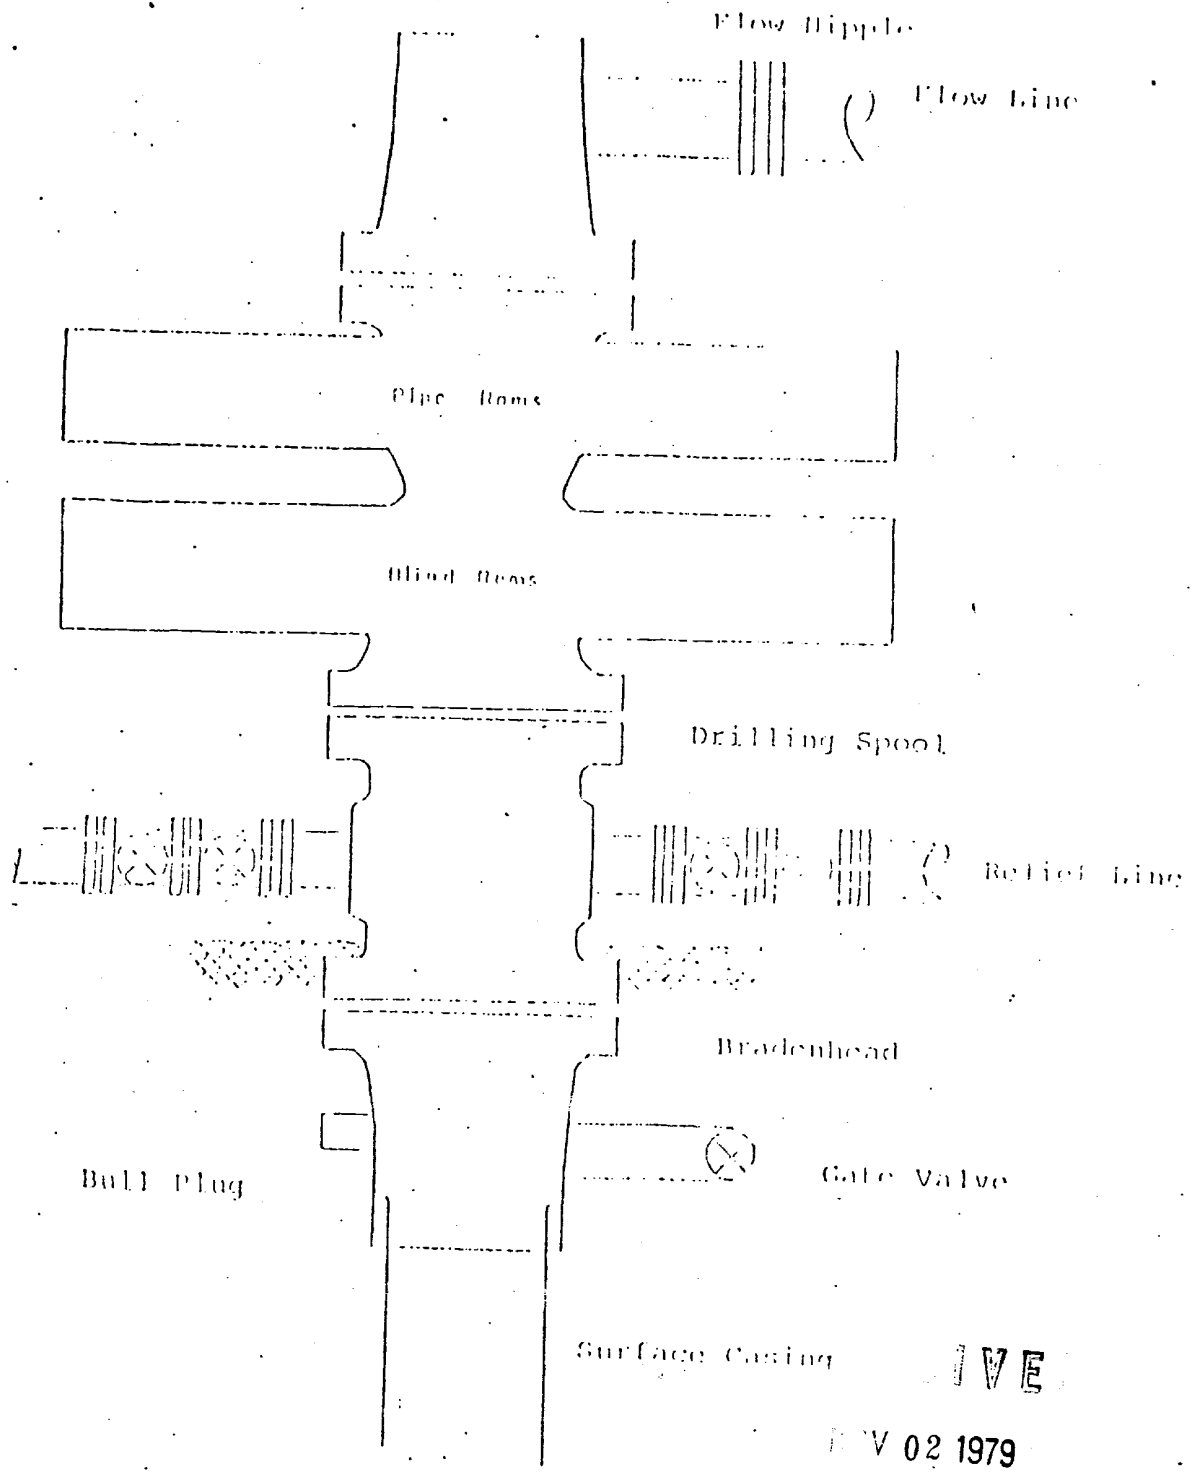 Flow Nipple
Flow Line
Pipe Rams
Blind Rams
Drilling Spool
Relief Line
Bradenhead
Bull Plug
Gate Valve
Surface Casing
IVE
V 02 1979